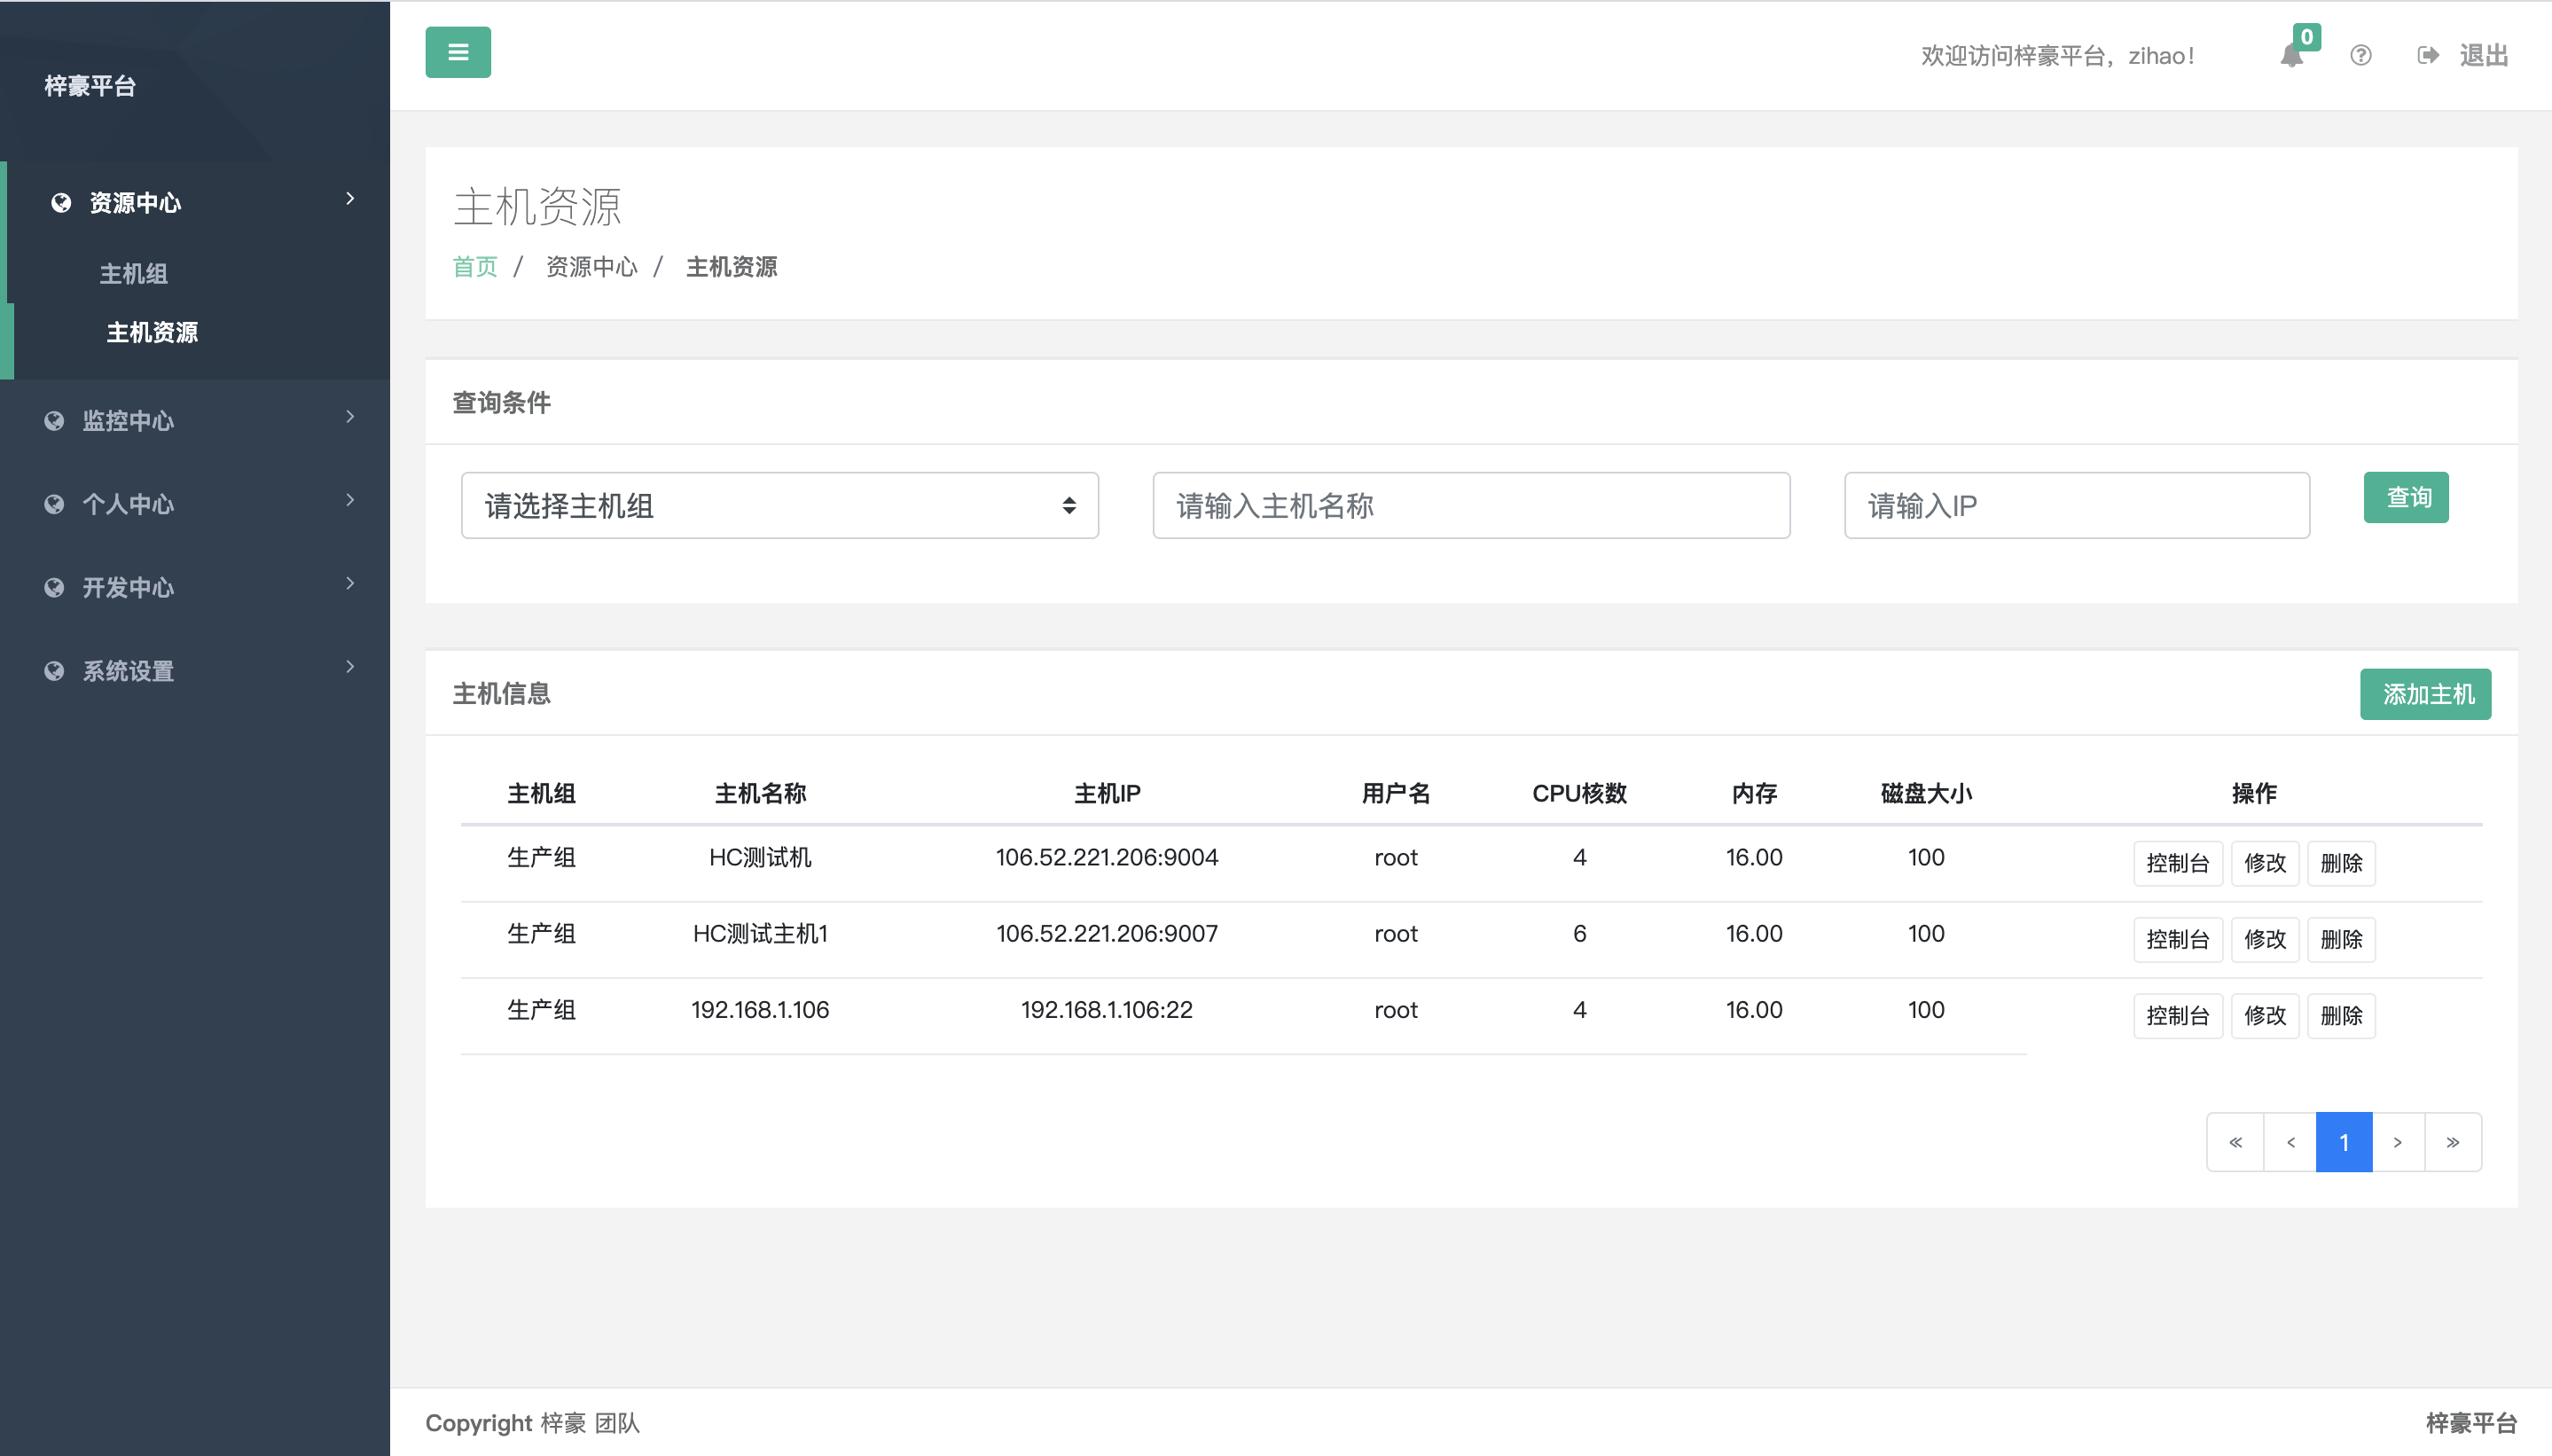 梓豪平台
资源中心
主机组
主机资源
监控中心
个人中心
开发中心
系统设置
欢迎访问梓豪平台，zihao！
0
退出
主机资源
首页 / 资源中心 / 主机资源
查询条件
请选择主机组 请输入主机名称 请输入IP 查询
主机信息 添加主机
主机组 主机名称 主机IP 用户名 CPU核数 内存 磁盘大小 操作
生产组 HC测试机 106.52.221.206:9004 root 4 16.00 100 控制台 修改 删除
生产组 HC测试主机1 106.52.221.206:9007 root 6 16.00 100 控制台 修改 删除
生产组 192.168.1.106 192.168.1.106:22 root 4 16.00 100 控制台 修改 删除
« < 1 > »
Copyright 梓豪 团队 梓豪平台